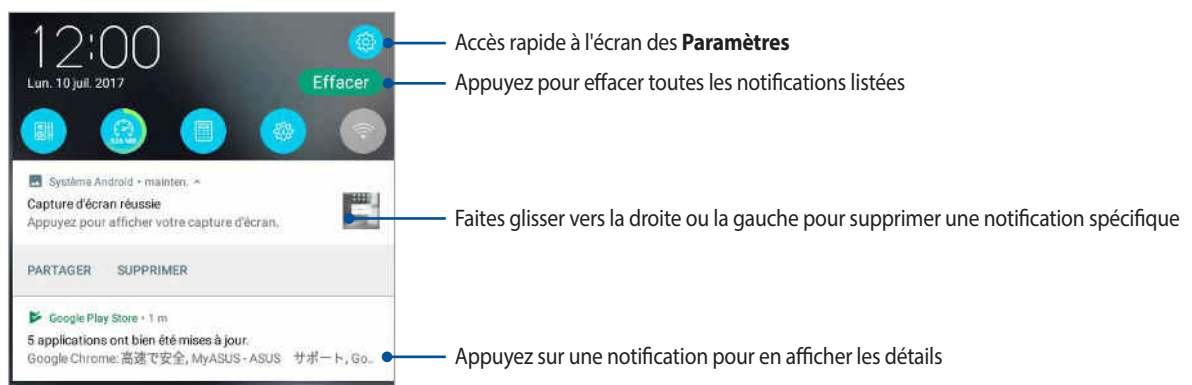 12:00
Lun. 10 juil. 2017
Effacer
Accès rapide à l'écran des Paramètres
Appuyez pour effacer toutes les notifications listées
Système Android • mainten.
Capture d'écran réussie
Appuyez pour afficher votre capture d'écran.
Faites glisser vers la droite ou la gauche pour supprimer une notification spécifique
PARTAGER SUPPRIMER
Google Play Store • 1 m
5 applications ont bien été mises à jour.
Google Chrome: 高速で安全, MyASUS - ASUS サポート, Go..
Appuyez sur une notification pour en afficher les détails